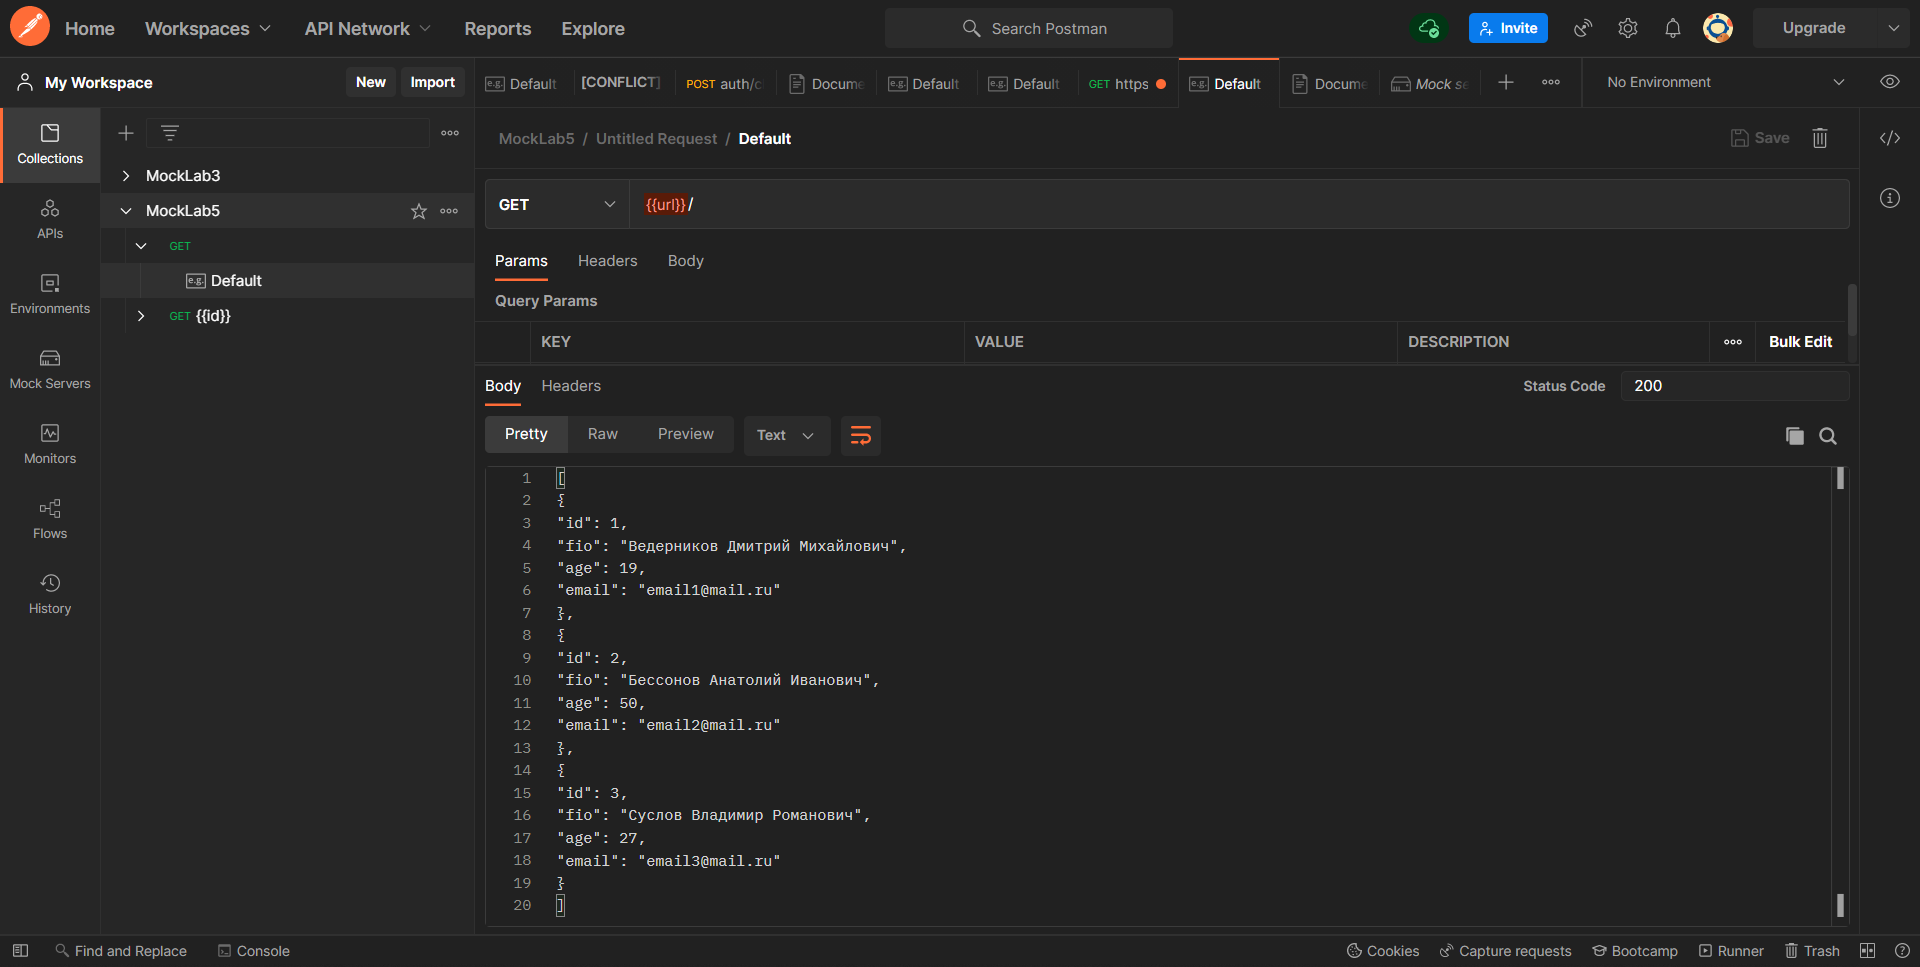 Home Workspaces API Network Reports Explore Search Postman Invite Upgrade
My Workspace New Import e.g. Default [CONFLICT] POST auth/c Docume e.g. Default e.g. Default GET https e.g. Default Docume Mock se No Environment
Collections
MockLab5 / Untitled Request / Default Save
MockLab3
MockLab5
GET {{url}}/
APIs
GET
e.g. Default
Params Headers Body
Environments
GET {{id}}
Query Params
KEY VALUE DESCRIPTION Bulk Edit
Mock Servers
Body Headers Status Code 200
Monitors
Pretty Raw Preview Text
Flows
History
1 [
2 {
3 "id": 1,
4 "fio": "Ведерников Дмитрий Михайлович",
5 "age": 19,
6 "email": "email1@mail.ru"
7 },
8 {
9 "id": 2,
10 "fio": "Бессонов Анатолий Иванович",
11 "age": 50,
12 "email": "email2@mail.ru"
13 },
14 {
15 "id": 3,
16 "fio": "Суслов Владимир Романович",
17 "age": 27,
18 "email": "email3@mail.ru"
19 }
20 ]
Find and Replace Console Cookies Capture requests Bootcamp Runner Trash